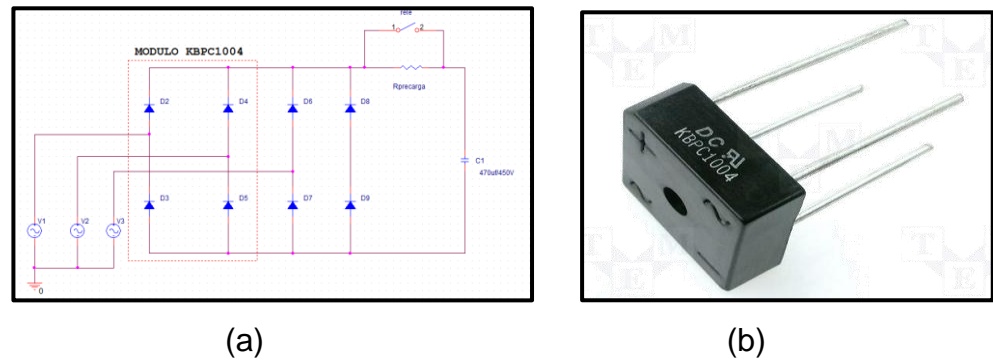 rele
1 2
MODULO KBPC1004
Rprecarga
D2
D4
D6
D8
C1
470uf/450V
D3
D5
D7
D9
V1
V2
V3
0
DC
KBPC1004
+
T M
E
(a)
(b)